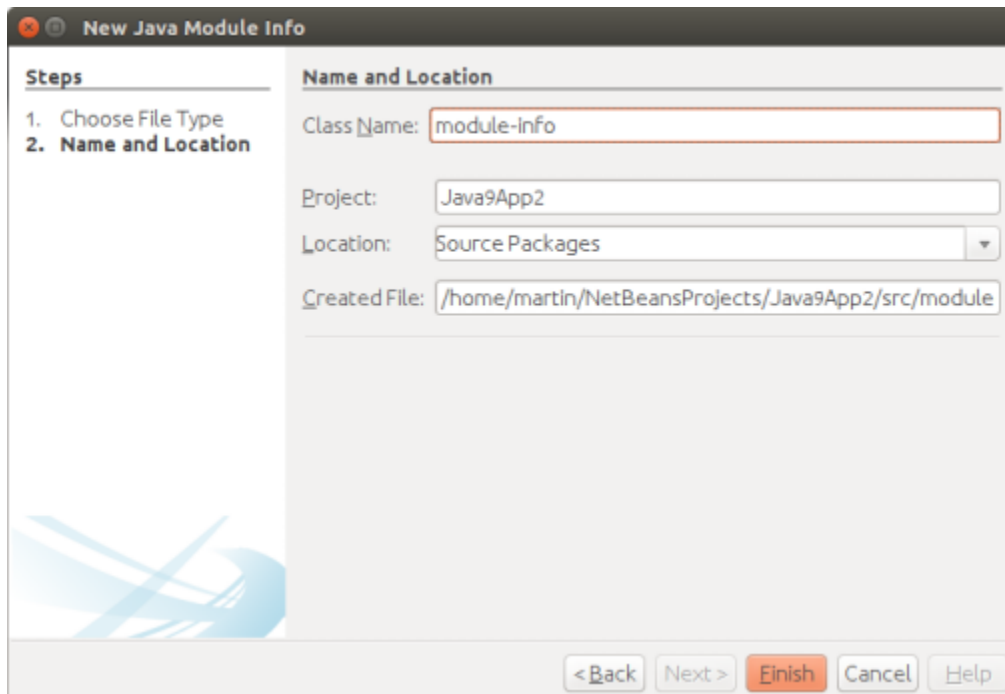 New Java Module Info
Steps
1. Choose File Type
2. Name and Location
Name and Location
Class Name: module-info
Project: Java9App2
Location: Source Packages
Created File: /home/martin/NetBeansProjects/Java9App2/src/module
< Back Next > Finish Cancel Help